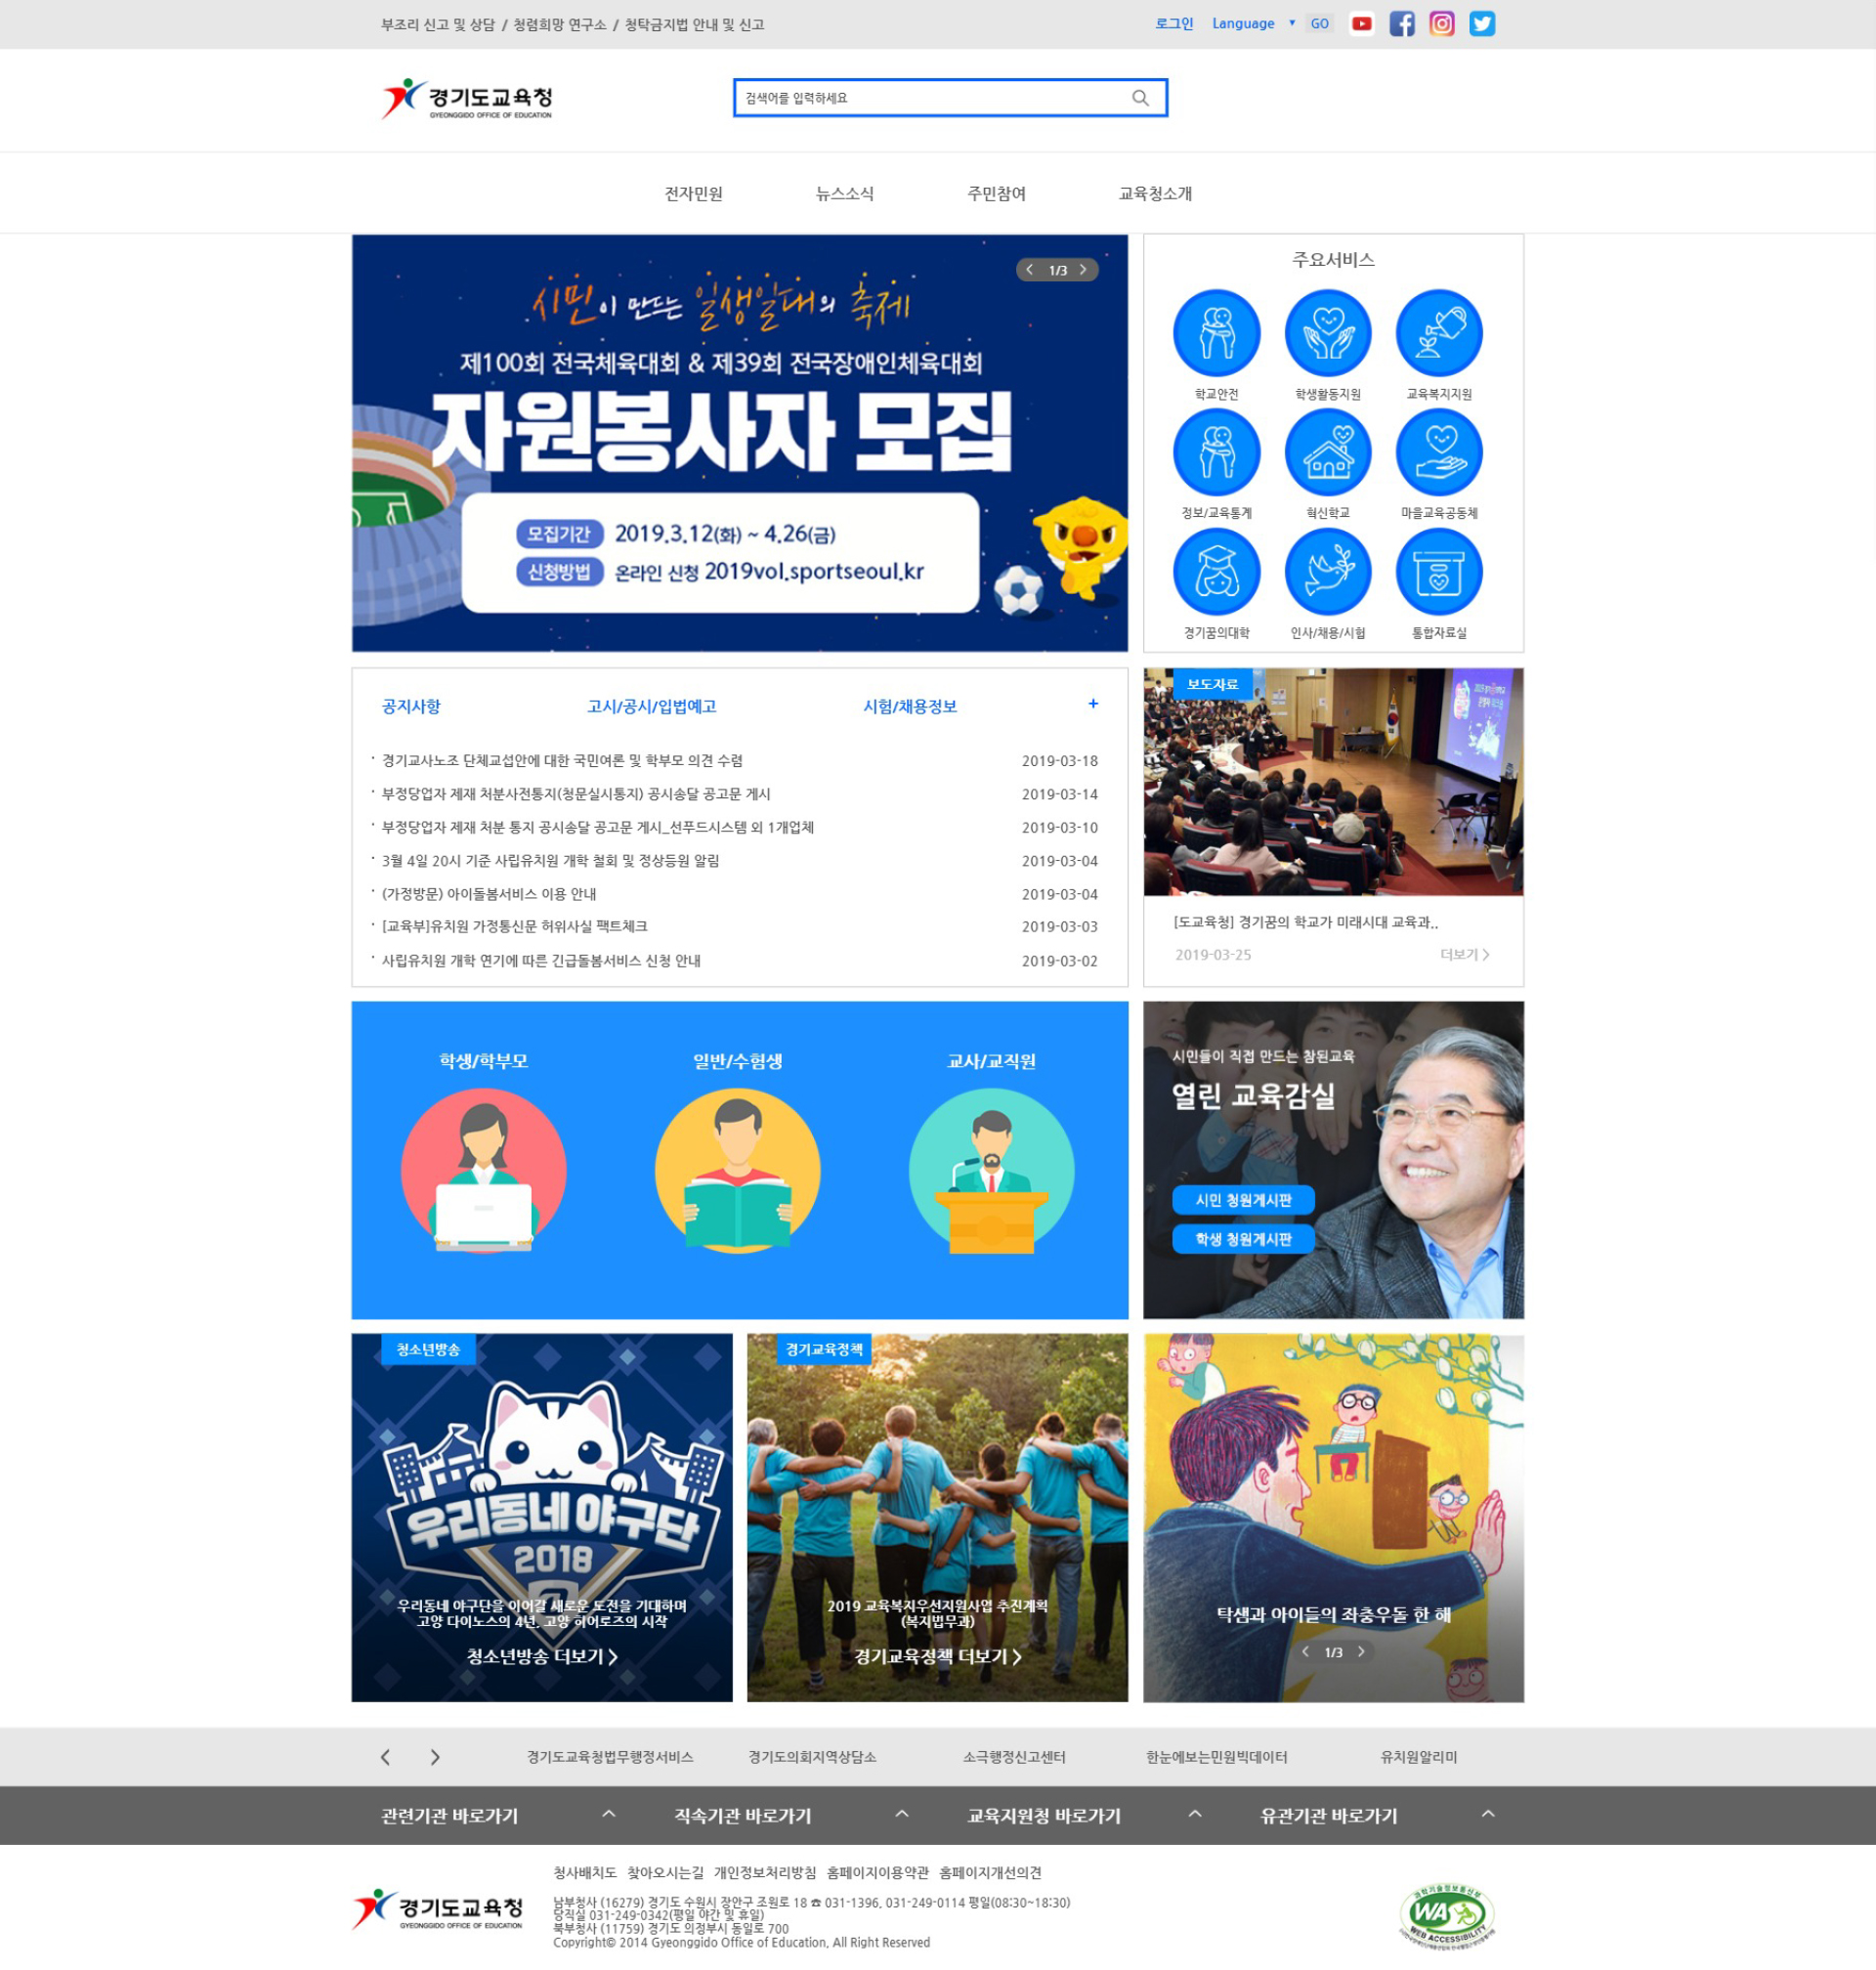 부조리 신고 및 상담 / 청렴희망 연구소 / 청탁금지법 안내 및 신고
로그인 Language ▼ GO
경기도교육청
GYEONGGIDO OFFICE OF EDUCATION
검색어를 입력하세요
전자민원 뉴스소식 주민참여 교육청소개
1/3
시민이 만드는 일생일대의 축제
제100회 전국체육대회 & 제39회 전국장애인체육대회
자원봉사자 모집
모집기간 2019.3.12(화) ~ 4.26(금)
신청방법 온라인 신청 2019vol.sportseoul.kr
주요서비스
학교안전 학생활동지원 교육복지지원
정보/교육통계 혁신학교 마을교육공동체
경기꿈의대학 인사/채용/시험 통합자료실
공지사항 고시/공시/입법예고 시험/채용정보 +
· 경기교사노조 단체교섭안에 대한 국민여론 및 학부모 의견 수렴 2019-03-18
· 부정당업자 제재 처분사전통지(청문실시통지) 공시송달 공고문 게시 2019-03-14
· 부정당업자 제재 처분 통지 공시송달 공고문 게시_선푸드시스템 외 1개업체 2019-03-10
· 3월 4일 20시 기준 사립유치원 개학 철회 및 정상등원 알림 2019-03-04
· (가정방문) 아이돌봄서비스 이용 안내 2019-03-04
· [교육부]유치원 가정통신문 허위사실 팩트체크 2019-03-03
· 사립유치원 개학 연기에 따른 긴급돌봄서비스 신청 안내 2019-03-02
보도자료
[도교육청] 경기꿈의 학교가 미래시대 교육과..
2019-03-25 더보기 >
학생/학부모 일반/수험생 교사/교직원
시민들이 직접 만드는 참된교육
열린 교육감실
시민 청원게시판
학생 청원게시판
청소년방송
우리동네 야구단
2018
우리동네 야구단을 이어갈 새로운 도전을 기대하며
고양 다이노스의 4년, 고양 히어로즈의 시작
청소년방송 더보기 >
경기교육정책
2019 교육복지우선지원사업 추진계획
(복지법무과)
경기교육정책 더보기 >
탁샘과 아이들의 좌충우돌 한 해
1/3
경기도교육청법무행정서비스 경기도의회지역상담소 소극행정신고센터 한눈에보는민원빅데이터 유치원알리미
관련기관 바로가기 직속기관 바로가기 교육지원청 바로가기 유관기관 바로가기
청사배치도 찾아오시는길 개인정보처리방침 홈페이지이용약관 홈페이지개선의견
경기도교육청
GYEONGGIDO OFFICE OF EDUCATION
남부청사 (16279) 경기도 수원시 장안구 조원로 18 ☎ 031-1396, 031-249-0114 평일(08:30~18:30)
당직실 031-249-0342(평일 야간 및 휴일)
북부청사 (11759) 경기도 의정부시 동일로 700
Copyright© 2014 Gyeonggido Office of Education, All Right Reserved
과학기술정보통신부
WA
WEB ACCESSIBILITY